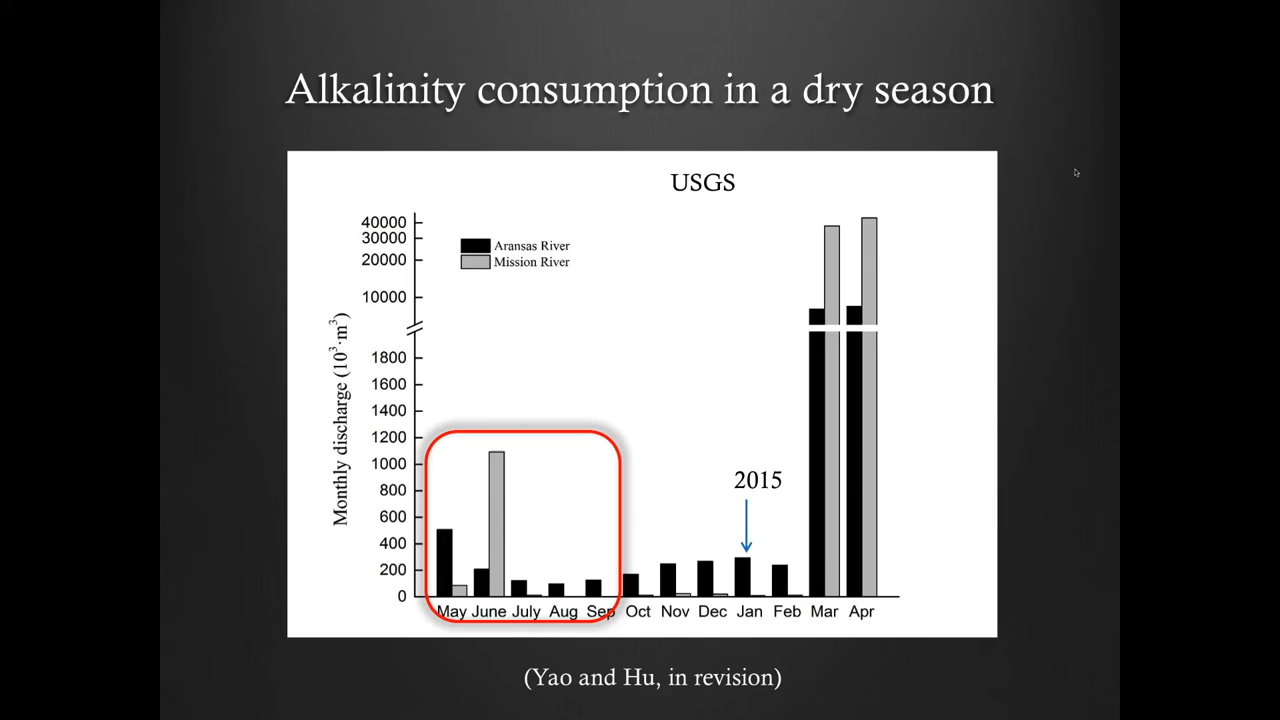 Alkalinity consumption in a dry season
USGS
40000
30000
20000
10000
1800
1600
1400
1200
1000
800
600
400
200
0
Monthly discharge (10³·m³)
Aransas River
Mission River
2015
May June July Aug Sep Oct Nov Dec Jan Feb Mar Apr
(Yao and Hu, in revision)